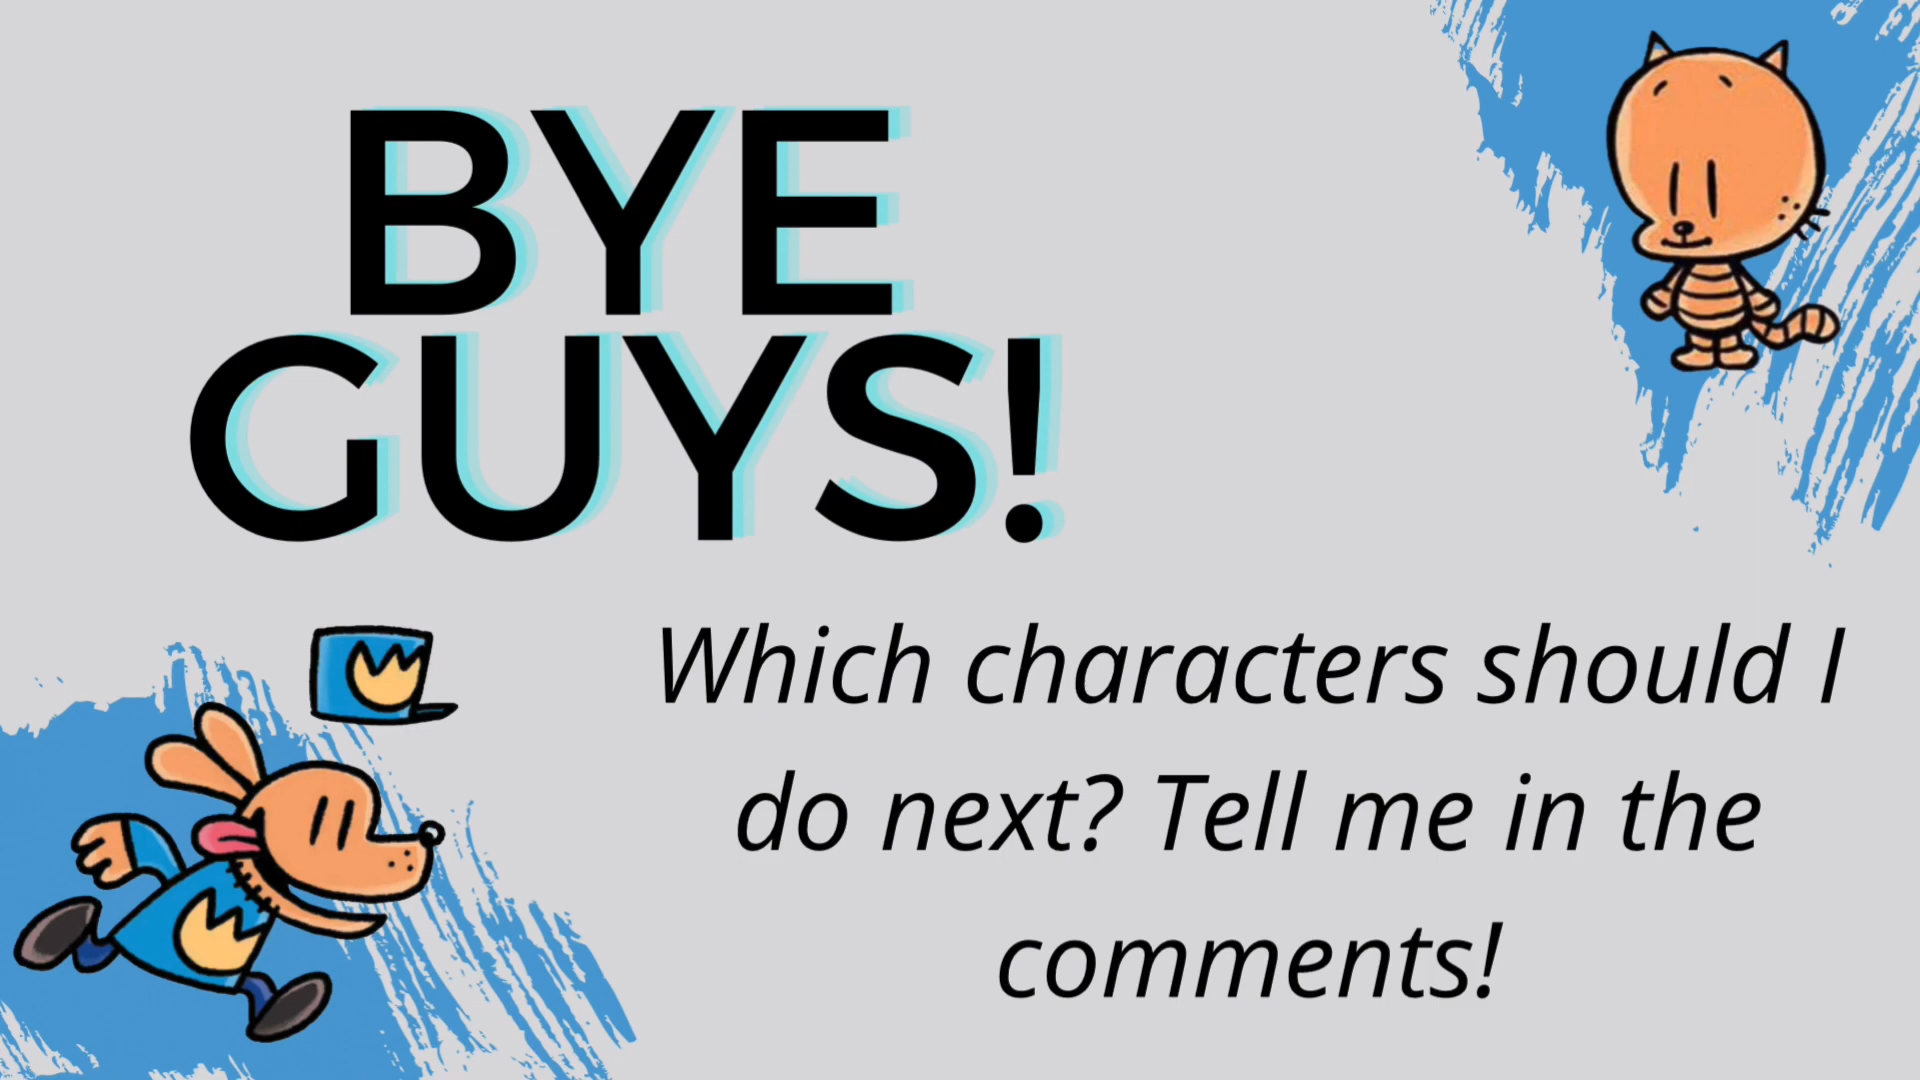 BYE
GUYS!
Which characters should I
do next? Tell me in the
comments!